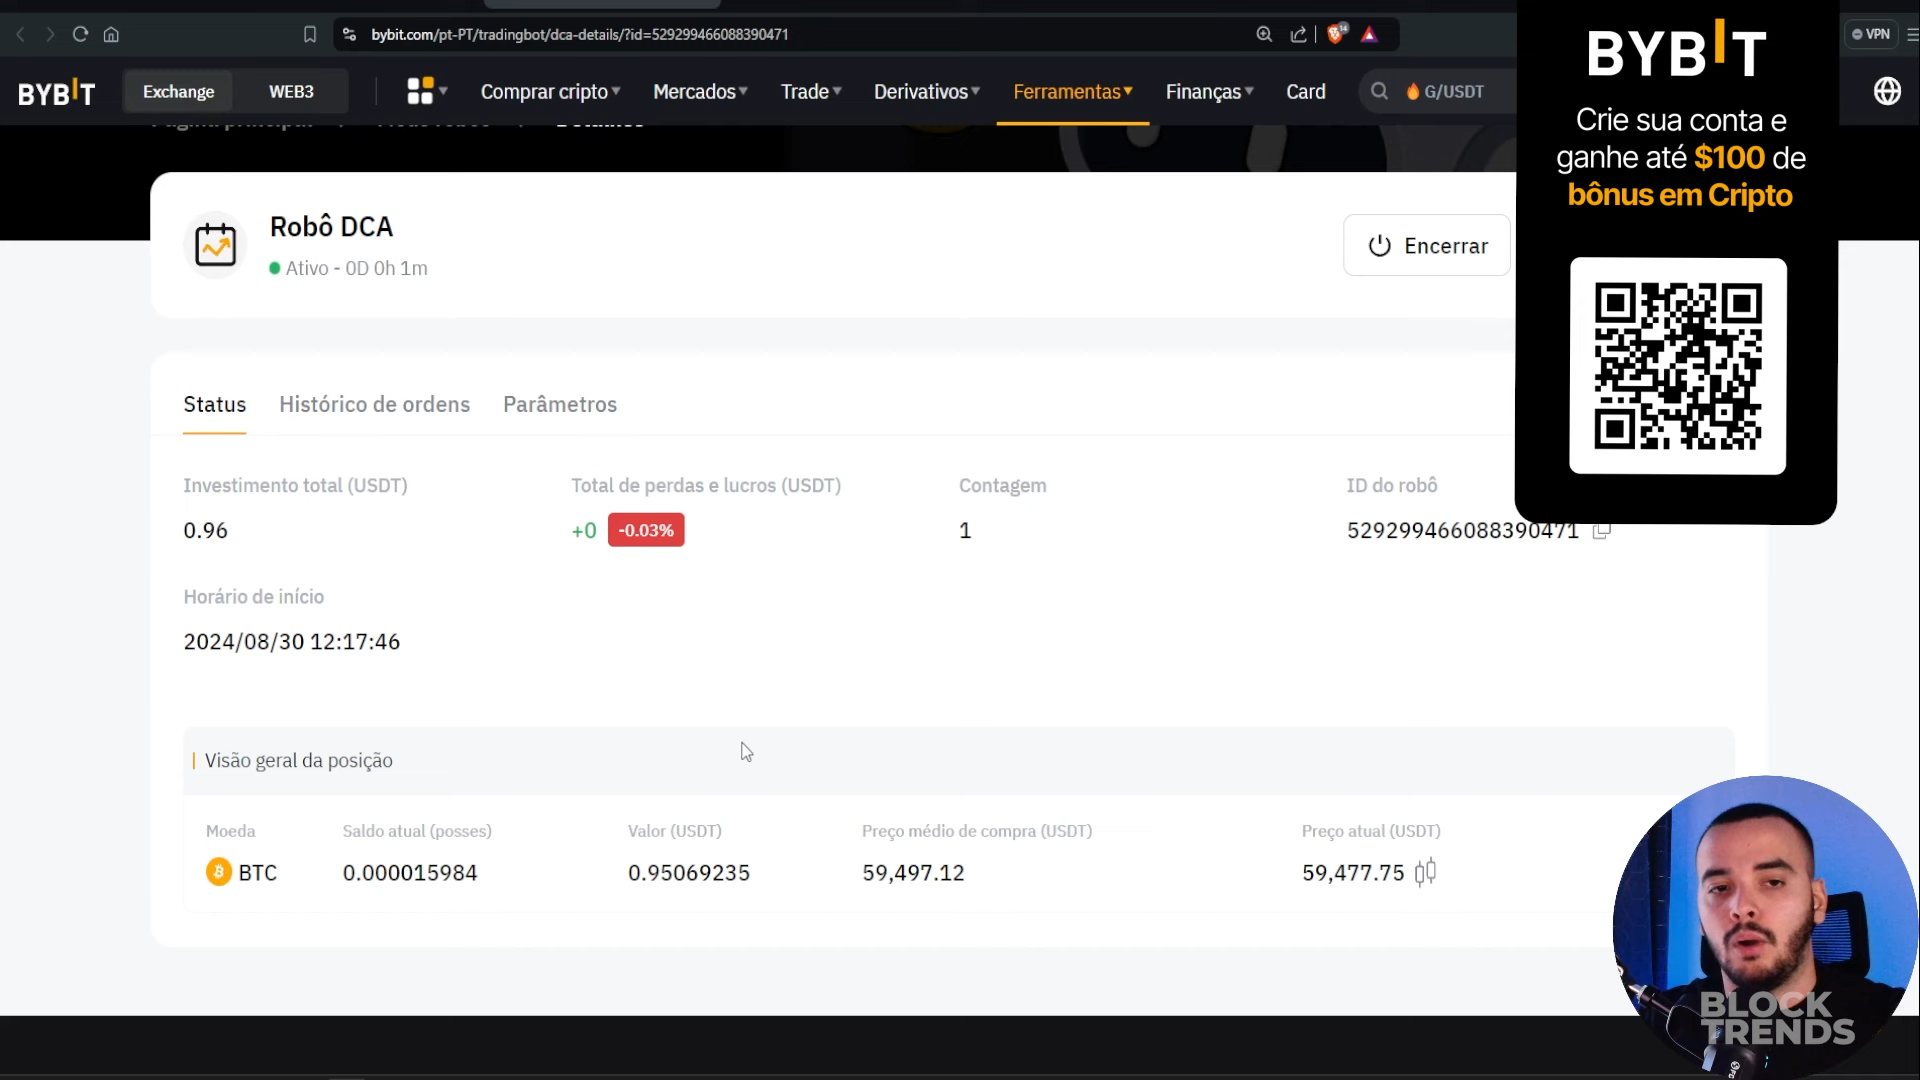 bybit.com/pt-PT/tradingbot/dca-details/?id=529299466088390471
14
VPN
BYBIT
Exchange
WEB3
Comprar cripto
Mercados
Trade
Derivativos
Ferramentas
Finanças
Card
G/USDT
BYBIT
Crie sua conta e
ganhe até $100 de
bônus em Cripto
Robô DCA
Ativo - 0D 0h 1m
Encerrar
Status
Histórico de ordens
Parâmetros
Investimento total (USDT)
Total de perdas e lucros (USDT)
Contagem
ID do robô
0.96
+0
-0.03%
1
529299466088390471
Horário de início
2024/08/30 12:17:46
Visão geral da posição
Moeda
Saldo atual (posses)
Valor (USDT)
Preço médio de compra (USDT)
Preço atual (USDT)
BTC
0.000015984
0.95069235
59,497.12
59,477.75
BLOCK
TRENDS